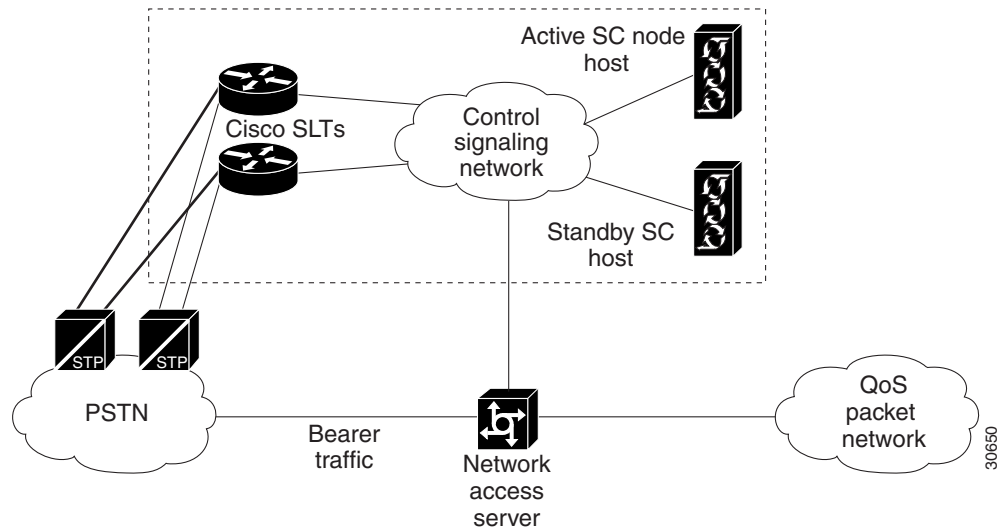 Active SC node
host
Cisco SLTs
Control
signaling
network
Standby SC
host
STP
STP
PSTN
QoS
packet
network
Bearer
traffic
Network
access
server
30650